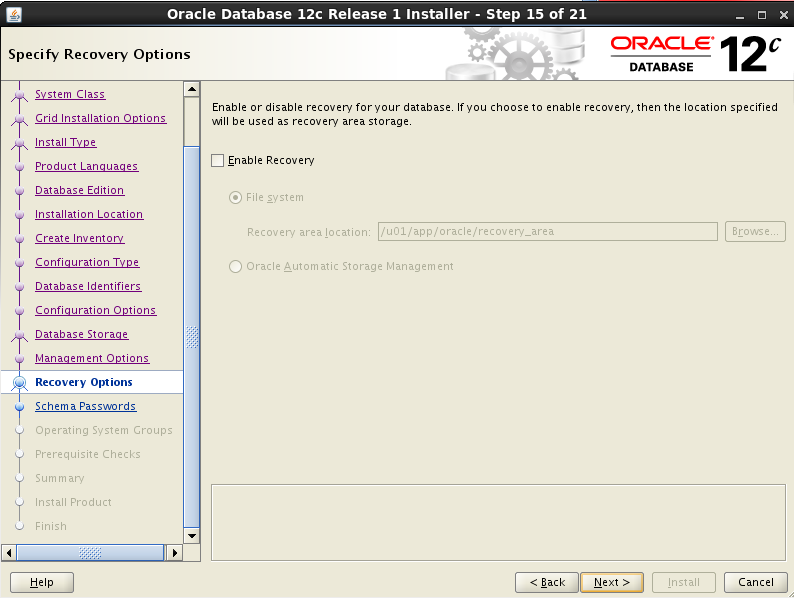 Oracle Database 12c Release 1 Installer - Step 15 of 21
Specify Recovery Options
ORACLE
DATABASE
12c
System Class
Grid Installation Options
Install Type
Product Languages
Database Edition
Installation Location
Create Inventory
Configuration Type
Database Identifiers
Configuration Options
Database Storage
Management Options
Recovery Options
Schema Passwords
Operating System Groups
Prerequisite Checks
Summary
Install Product
Finish
Enable or disable recovery for your database. If you choose to enable recovery, then the location specified
will be used as recovery area storage.
Enable Recovery
File system
Recovery area location: /u01/app/oracle/recovery_area Browse...
Oracle Automatic Storage Management
Help < Back Next > Install Cancel